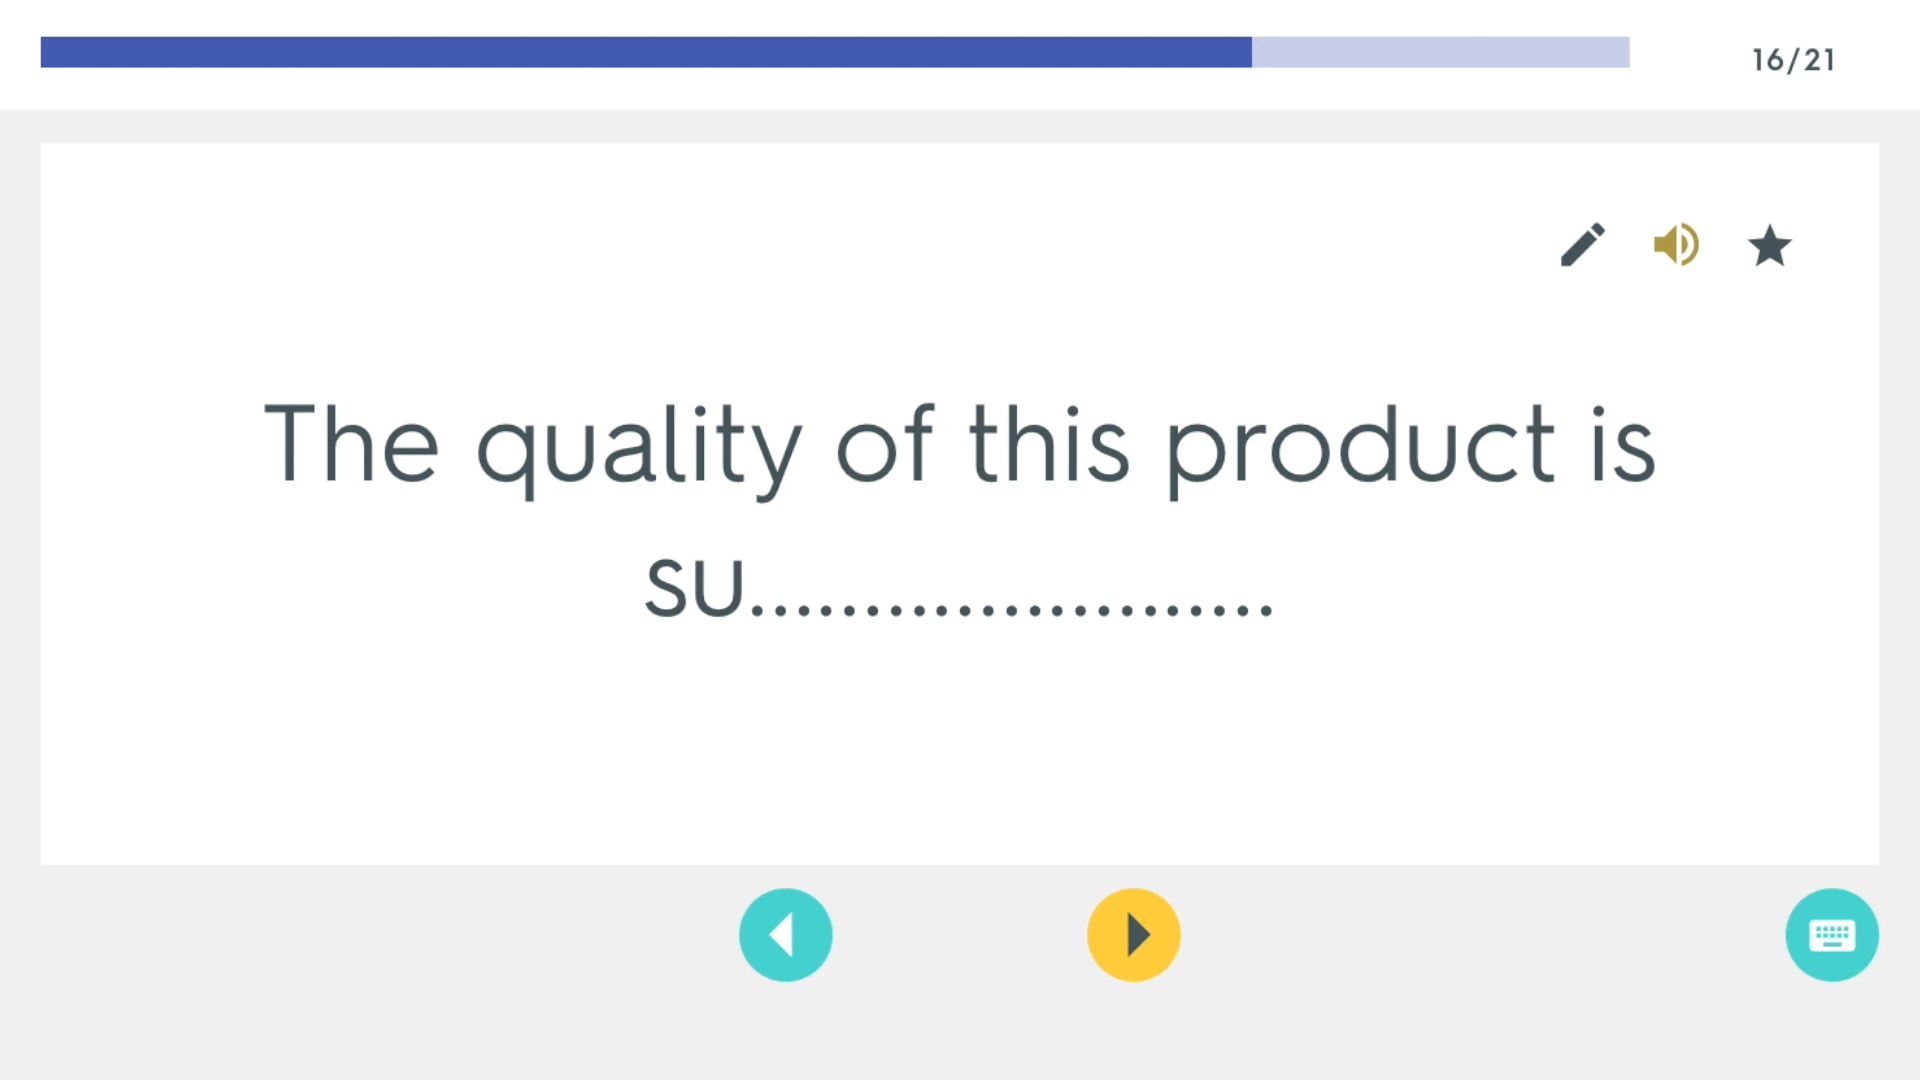 16/21
The quality of this product is
su.......................